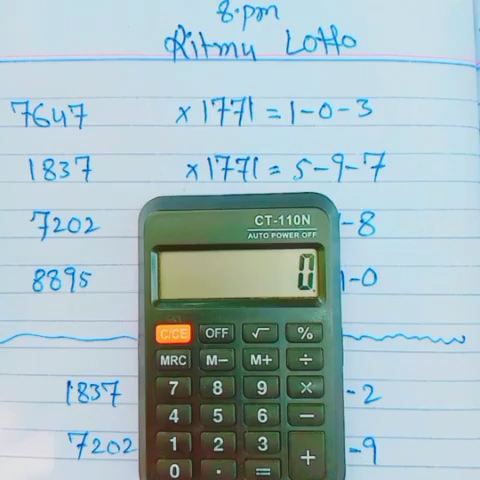 8.pm
Ritmu Lotto
7647 × 1771 = 1-0-3
1837 × 1771 = 5-9-7
7202 -8
8895 1-0
CT-110N
AUTO POWER OFF
0
C/CE OFF √ %
MRC M− M+ ÷
7 8 9 ×
4 5 6 −
1 2 3 +
0 . =
1837 -2
7202 -9